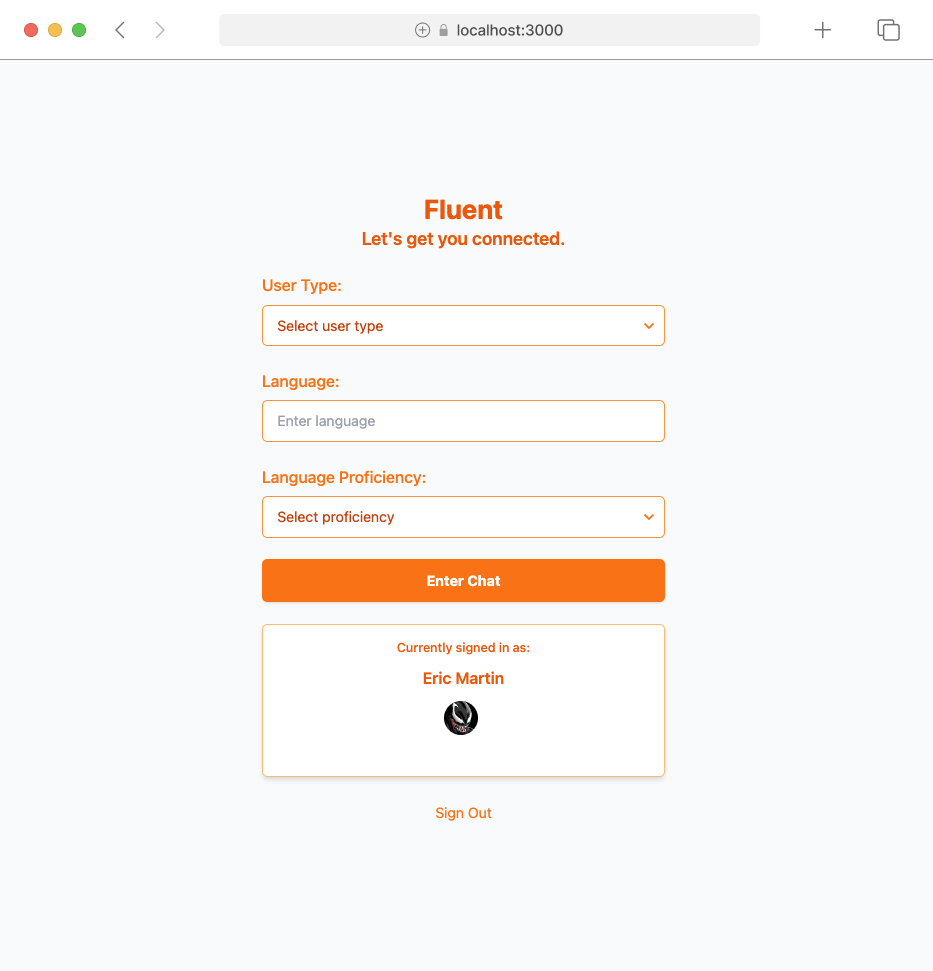 localhost:3000
Fluent
Let's get you connected.
User Type:
Select user type
Language:
Enter language
Language Proficiency:
Select proficiency
Enter Chat
Currently signed in as:
Eric Martin
Sign Out